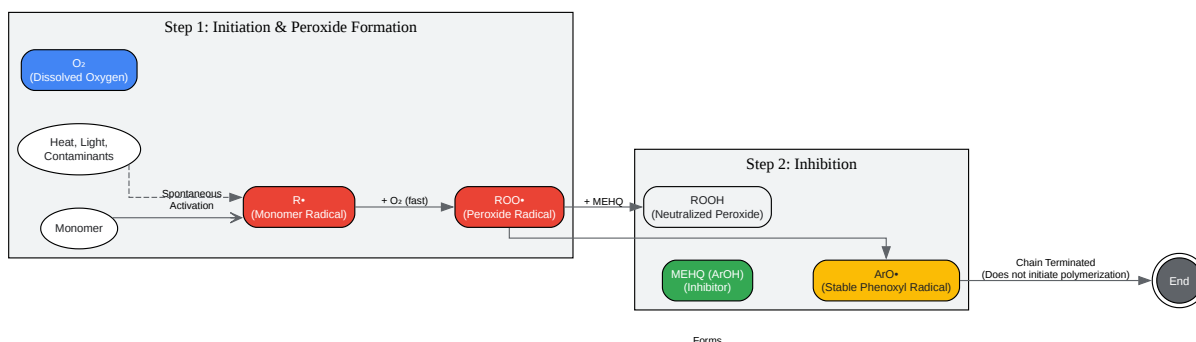 Step 1: Initiation & Peroxide Formation
O₂
(Dissolved Oxygen)
Heat, Light,
Contaminants
Spontaneous
Activation
Monomer
R•
(Monomer Radical)
+ O₂ (fast)
ROO•
(Peroxide Radical)
+ MEHQ
Step 2: Inhibition
ROOH
(Neutralized Peroxide)
MEHQ (ArOH)
(Inhibitor)
ArO•
(Stable Phenoxyl Radical)
Chain Terminated
(Does not initiate polymerization)
End
Forms